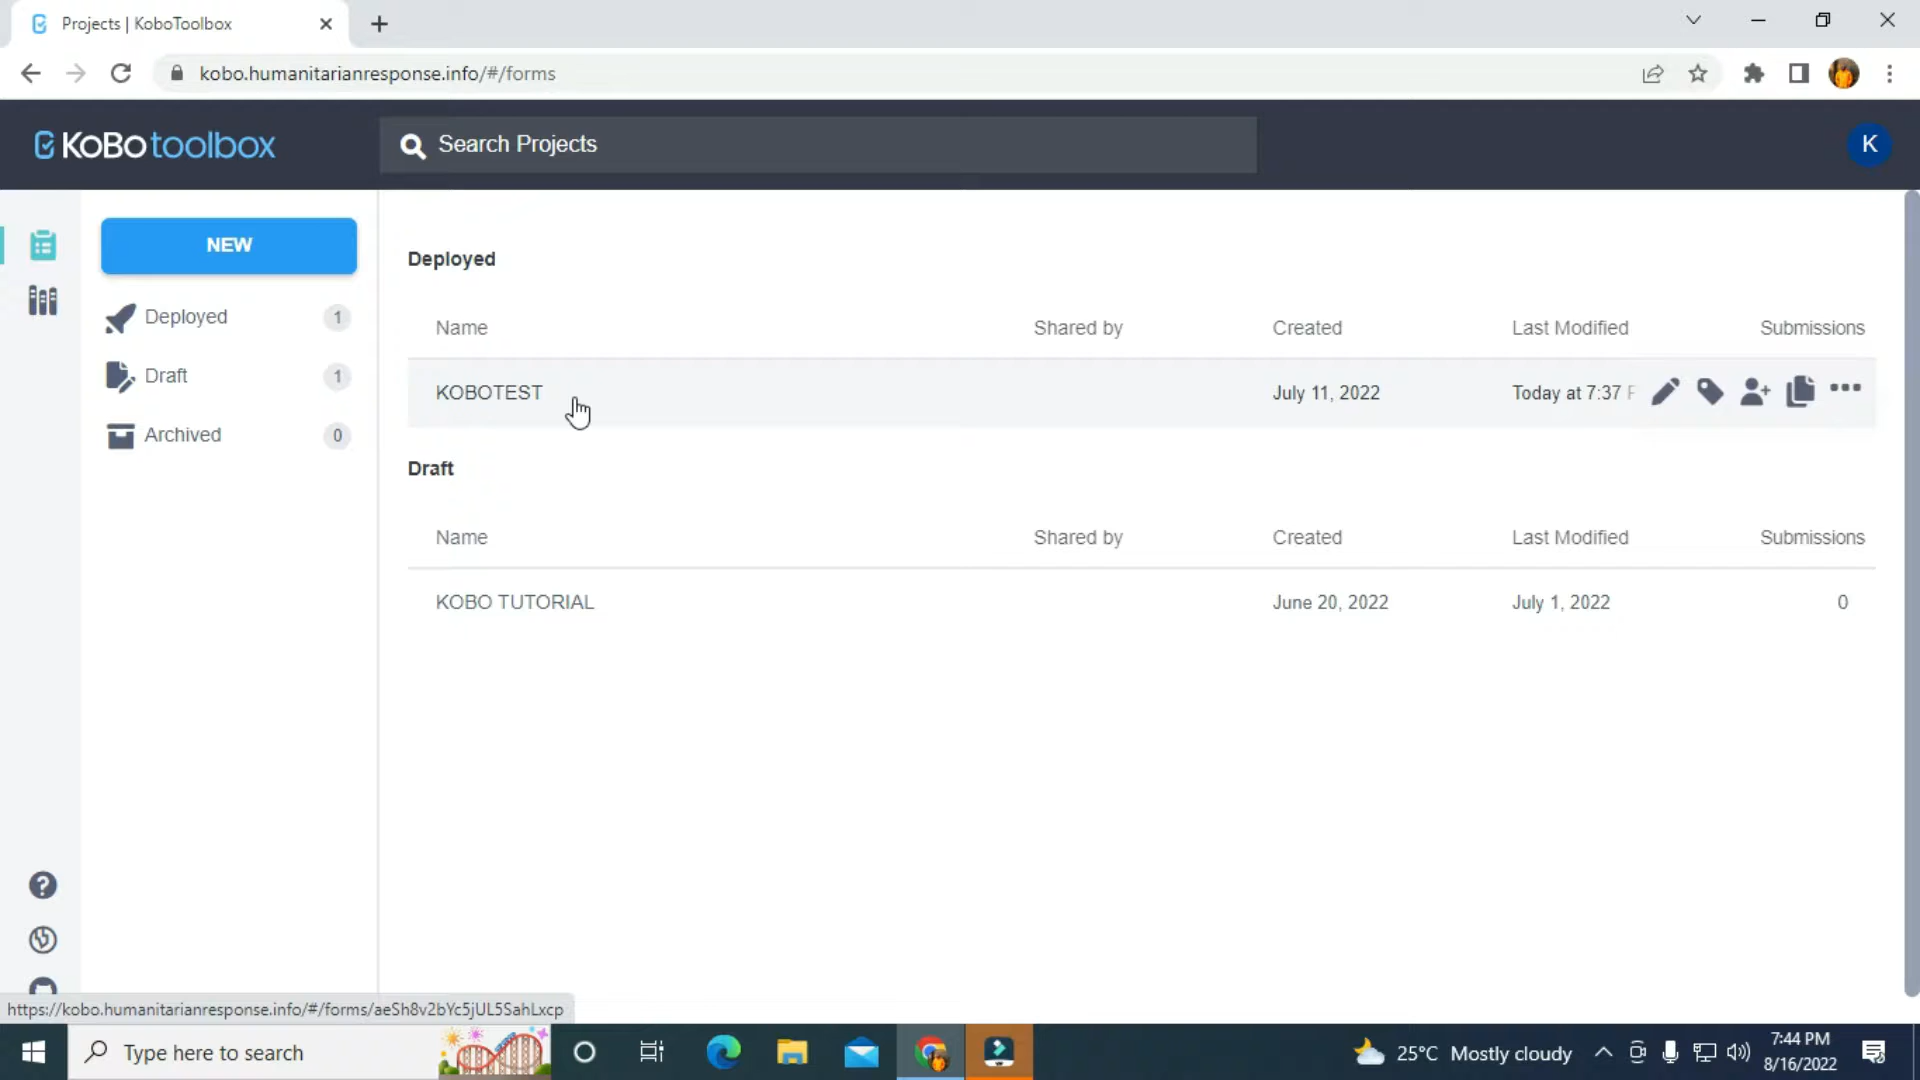 Projects | KoboToolbox
kobo.humanitarianresponse.info/#/forms
KoBotoolbox
Search Projects
K
NEW
Deployed 1
Draft 1
Archived 0
Deployed
Name Shared by Created Last Modified Submissions
KOBOTEST July 11, 2022 Today at 7:37 P
Draft
Name Shared by Created Last Modified Submissions
KOBO TUTORIAL June 20, 2022 July 1, 2022 0
https://kobo.humanitarianresponse.info/#/forms/aeSh8v2bYc5jUL5SahLxcp
Type here to search
25°C Mostly cloudy
7:44 PM
8/16/2022